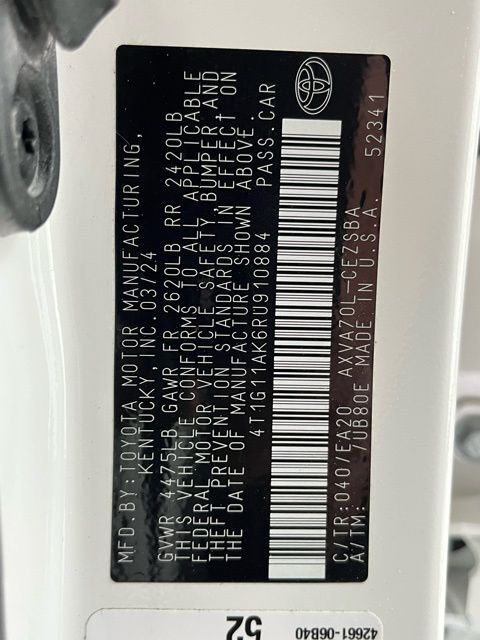 MFD.BY:TOYOTA MOTOR MANUFACTURING,
KENTUCKY, INC. 03/24
GVWR 4475LB GAWR FR 2620LB RR 2420LB
THIS VEHICLE CONFORMS TO ALL APPLICABLE
FEDERAL MOTOR VEHICLE SAFETY, BUMPER AND
THEFT PREVENTION STANDARDS IN EFFECT ON
THE DATE OF MANUFACTURE SHOWN ABOVE.
4T1G11AK6RU910884 PASS.CAR
C/TR:040/EA20 AXVA70L-CEZSBA
A/TM: /UB80E MADE IN U.S.A. 52341
52
42661-06B40